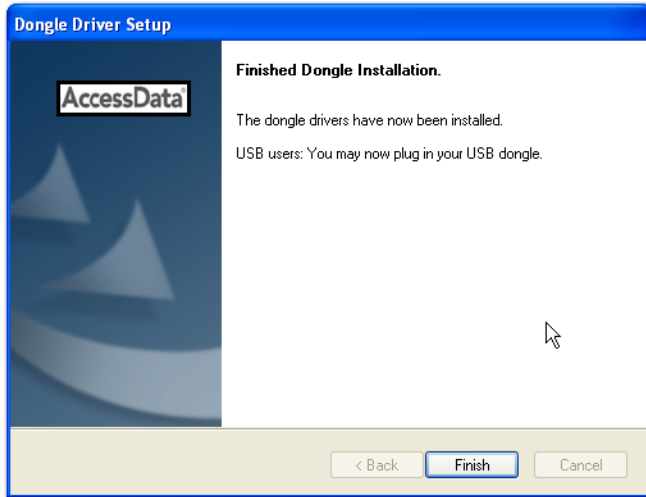 Dongle Driver Setup
AccessData
Finished Dongle Installation.
The dongle drivers have now been installed.
USB users: You may now plug in your USB dongle.
< Back
Finish
Cancel